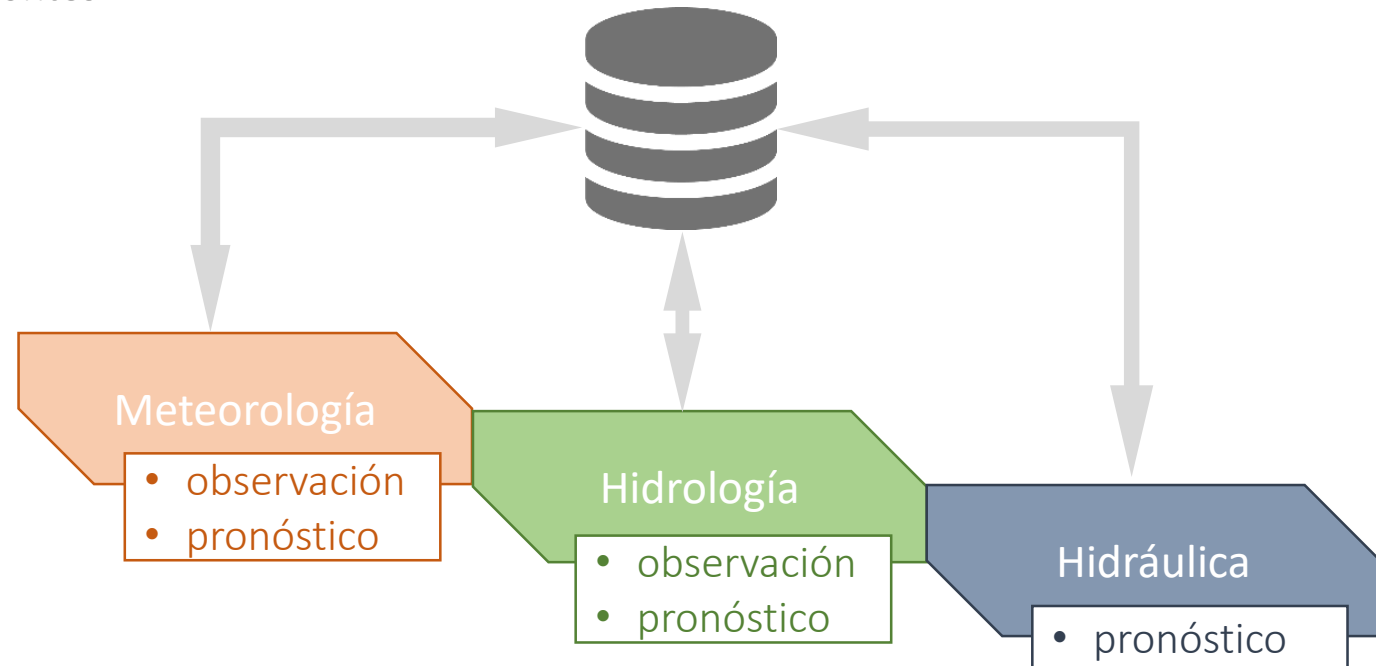 Meteorología
• observación
• pronóstico
Hidrología
• observación
• pronóstico
Hidráulica
• pronóstico